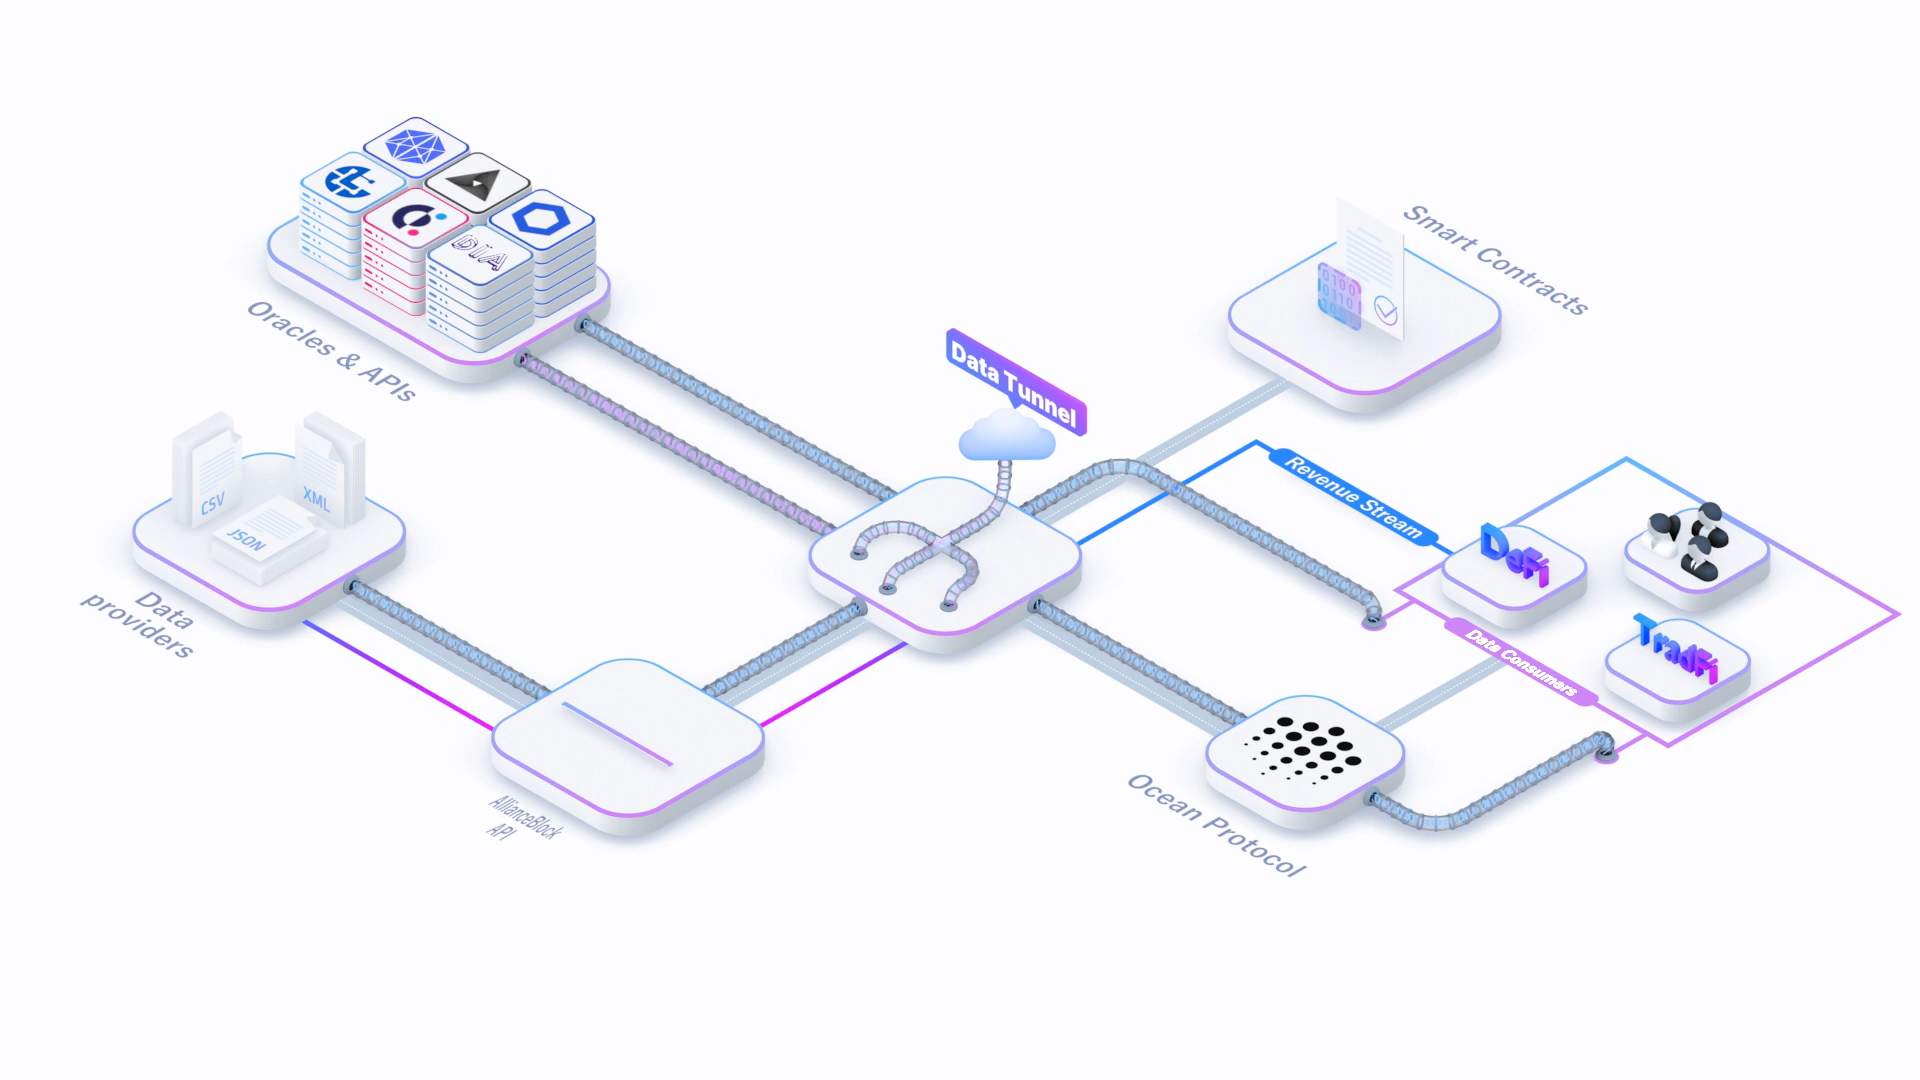 DIA
Oracles & APIs
CSV
XML
JSON
Data
providers
AllianceBlock
API
Data Tunnel
Smart Contracts
0100
0110
Revenue Stream
DeFi
TradFi
Data Consumers
Ocean Protocol